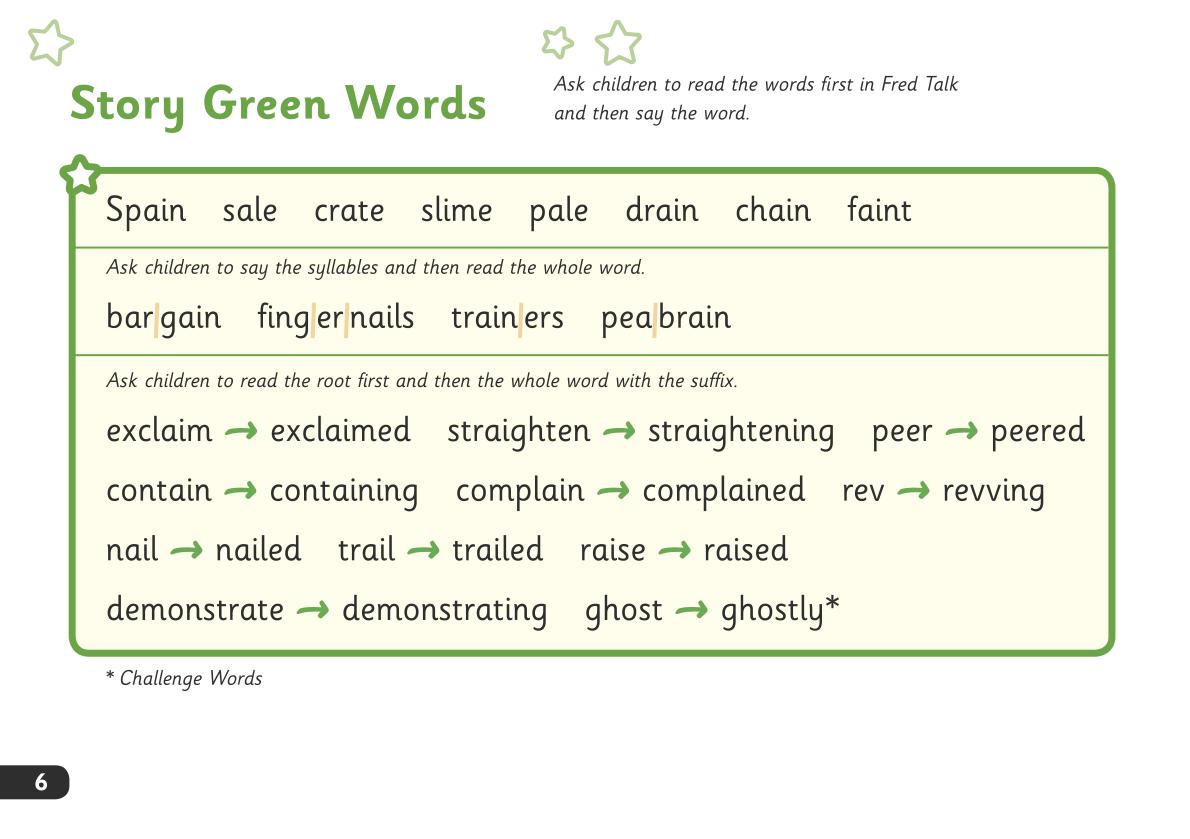 Story Green Words
Ask children to read the words first in Fred Talk
and then say the word.
Spain sale crate slime pale drain chain faint
Ask children to say the syllables and then read the whole word.
bar|gain fing|er|nails train|ers pea|brain
Ask children to read the root first and then the whole word with the suffix.
exclaim → exclaimed straighten → straightening peer → peered
contain → containing complain → complained rev → revving
nail → nailed trail → trailed raise → raised
demonstrate → demonstrating ghost → ghostly*
* Challenge Words
6